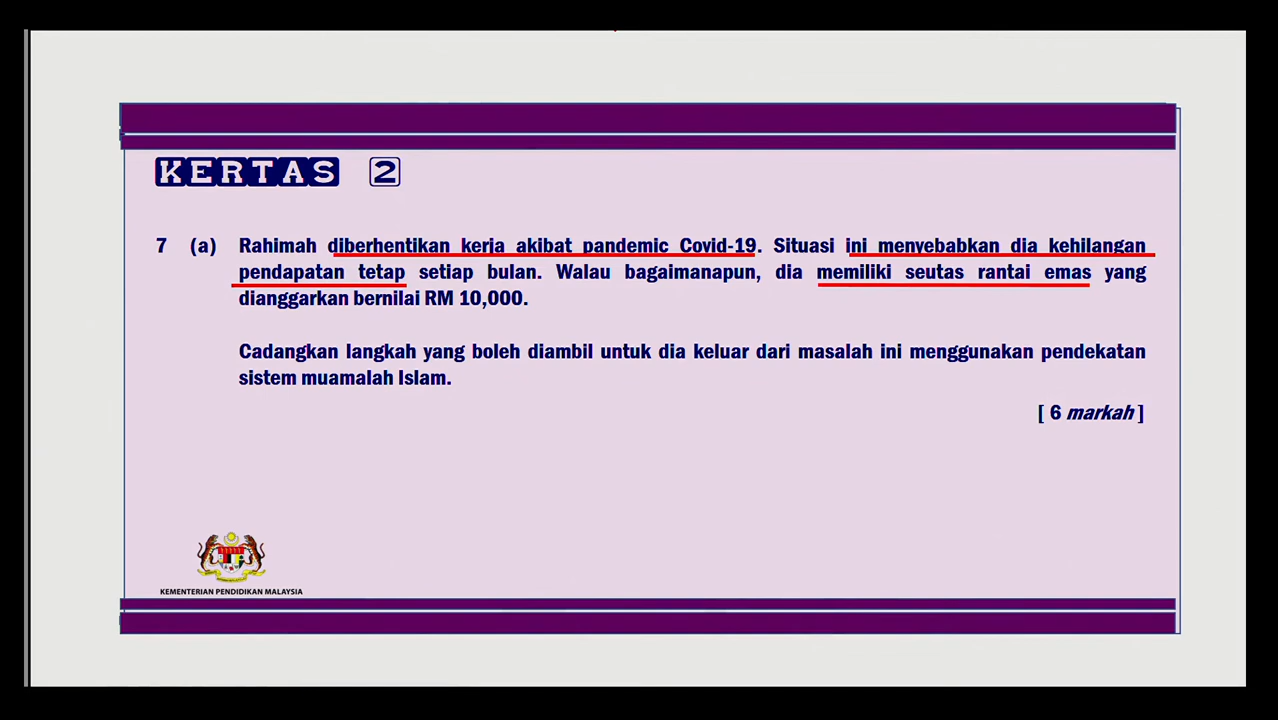 KERTAS 2
7 (a) Rahimah diberhentikan kerja akibat pandemic Covid-19. Situasi ini menyebabkan dia kehilangan
pendapatan tetap setiap bulan. Walau bagaimanapun, dia memiliki seutas rantai emas yang
dianggarkan bernilai RM 10,000.
Cadangkan langkah yang boleh diambil untuk dia keluar dari masalah ini menggunakan pendekatan
sistem muamalah Islam.
[ 6 markah ]
KEMENTERIAN PENDIDIKAN MALAYSIA